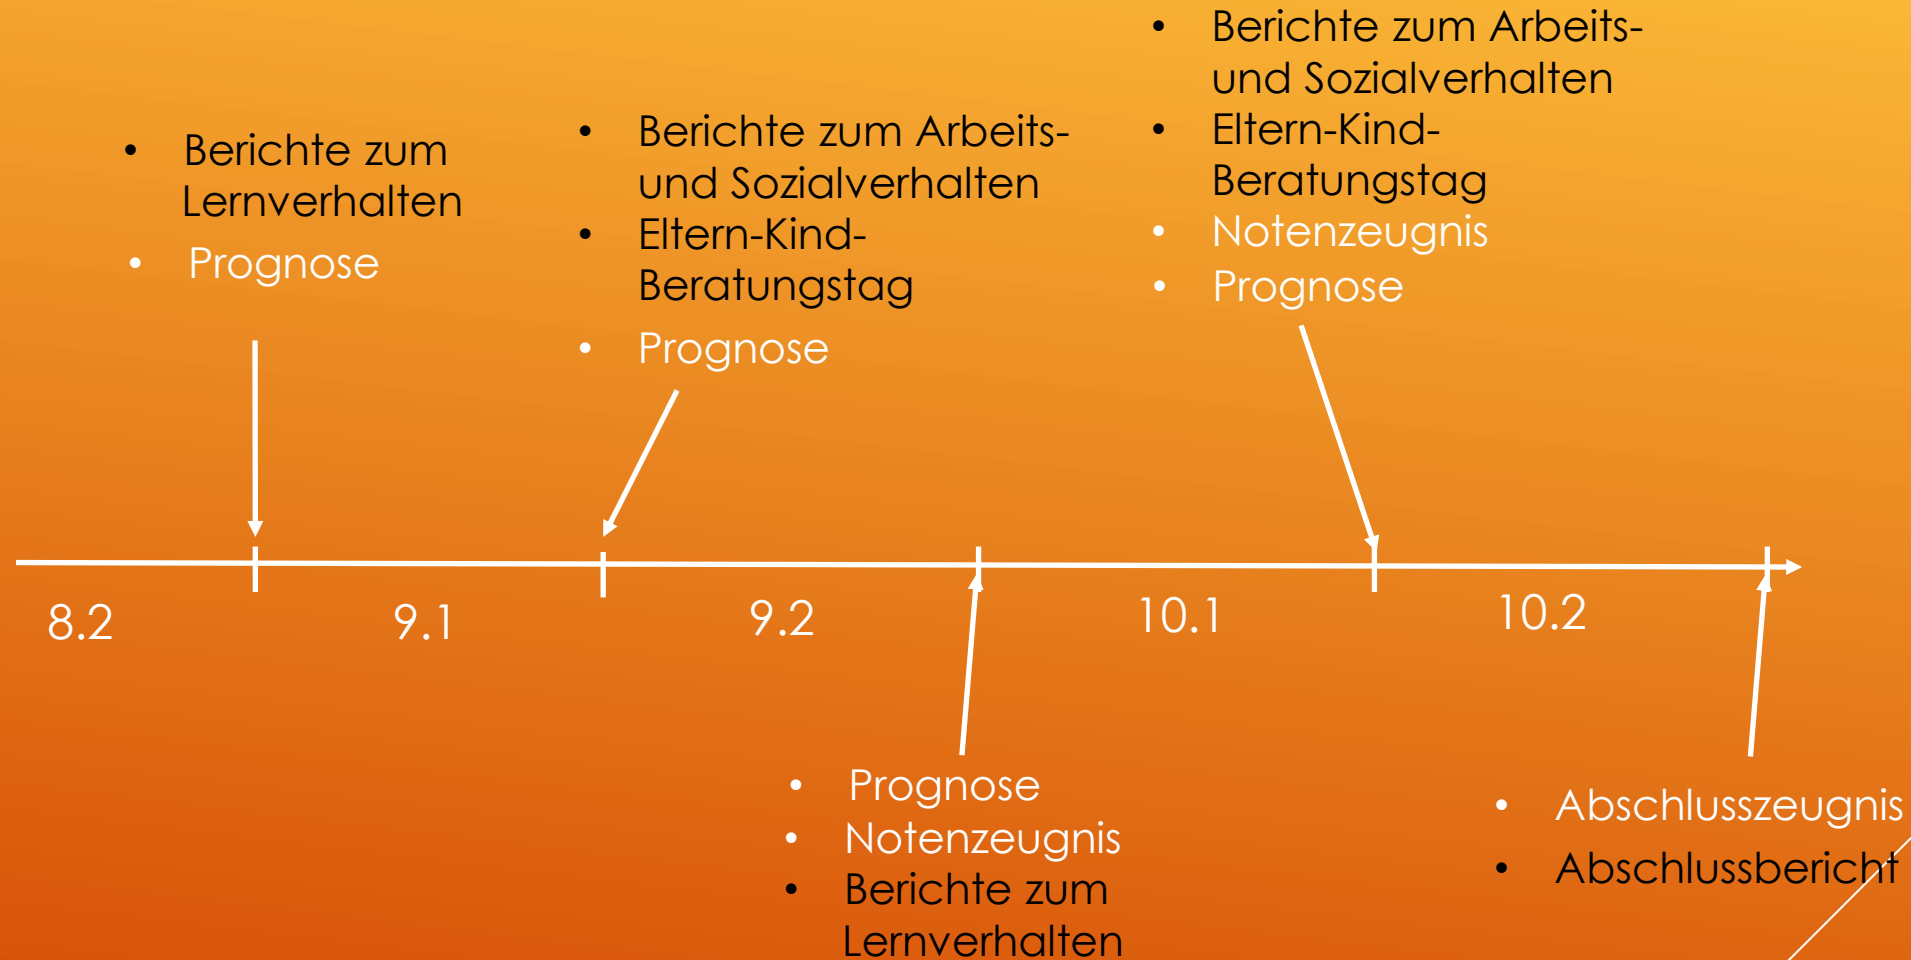 • Berichte zum
Lernverhalten
• Prognose
• Berichte zum Arbeits-
und Sozialverhalten
• Eltern-Kind-
Beratungstag
• Prognose
• Berichte zum Arbeits-
und Sozialverhalten
• Eltern-Kind-
Beratungstag
• Notenzeugnis
• Prognose
8.2
9.1
9.2
10.1
10.2
• Prognose
• Notenzeugnis
• Berichte zum
Lernverhalten
• Abschlusszeugnis
• Abschlussbericht